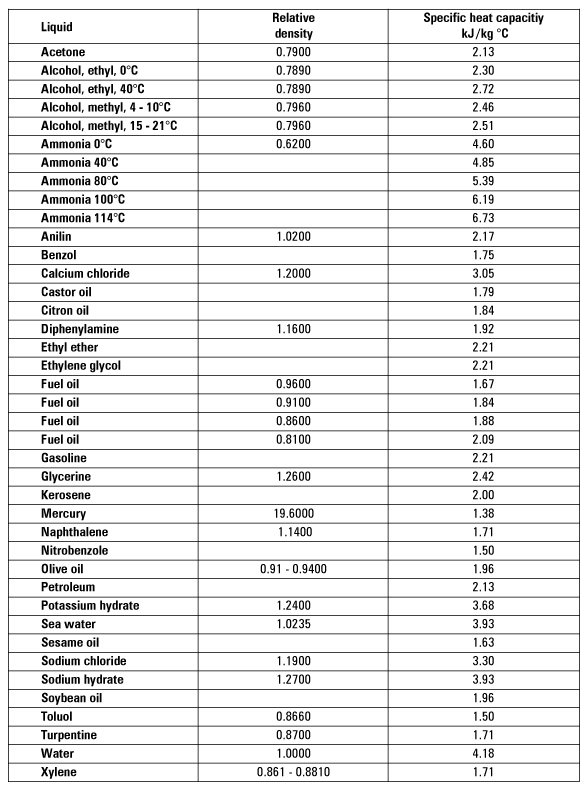 Liquid Relative density Specific heat capacitiy kJ/kg °C
Acetone 0.7900 2.13
Alcohol, ethyl, 0°C 0.7890 2.30
Alcohol, ethyl, 40°C 0.7890 2.72
Alcohol, methyl, 4 - 10°C 0.7960 2.46
Alcohol, methyl, 15 - 21°C 0.7960 2.51
Ammonia 0°C 0.6200 4.60
Ammonia 40°C 4.85
Ammonia 80°C 5.39
Ammonia 100°C 6.19
Ammonia 114°C 6.73
Anilin 1.0200 2.17
Benzol 1.75
Calcium chloride 1.2000 3.05
Castor oil 1.79
Citron oil 1.84
Diphenylamine 1.1600 1.92
Ethyl ether 2.21
Ethylene glycol 2.21
Fuel oil 0.9600 1.67
Fuel oil 0.9100 1.84
Fuel oil 0.8600 1.88
Fuel oil 0.8100 2.09
Gasoline 2.21
Glycerine 1.2600 2.42
Kerosene 2.00
Mercury 19.6000 1.38
Naphthalene 1.1400 1.71
Nitrobenzole 1.50
Olive oil 0.91 - 0.9400 1.96
Petroleum 2.13
Potassium hydrate 1.2400 3.68
Sea water 1.0235 3.93
Sesame oil 1.63
Sodium chloride 1.1900 3.30
Sodium hydrate 1.2700 3.93
Soybean oil 1.96
Toluol 0.8660 1.50
Turpentine 0.8700 1.71
Water 1.0000 4.18
Xylene 0.861 - 0.8810 1.71